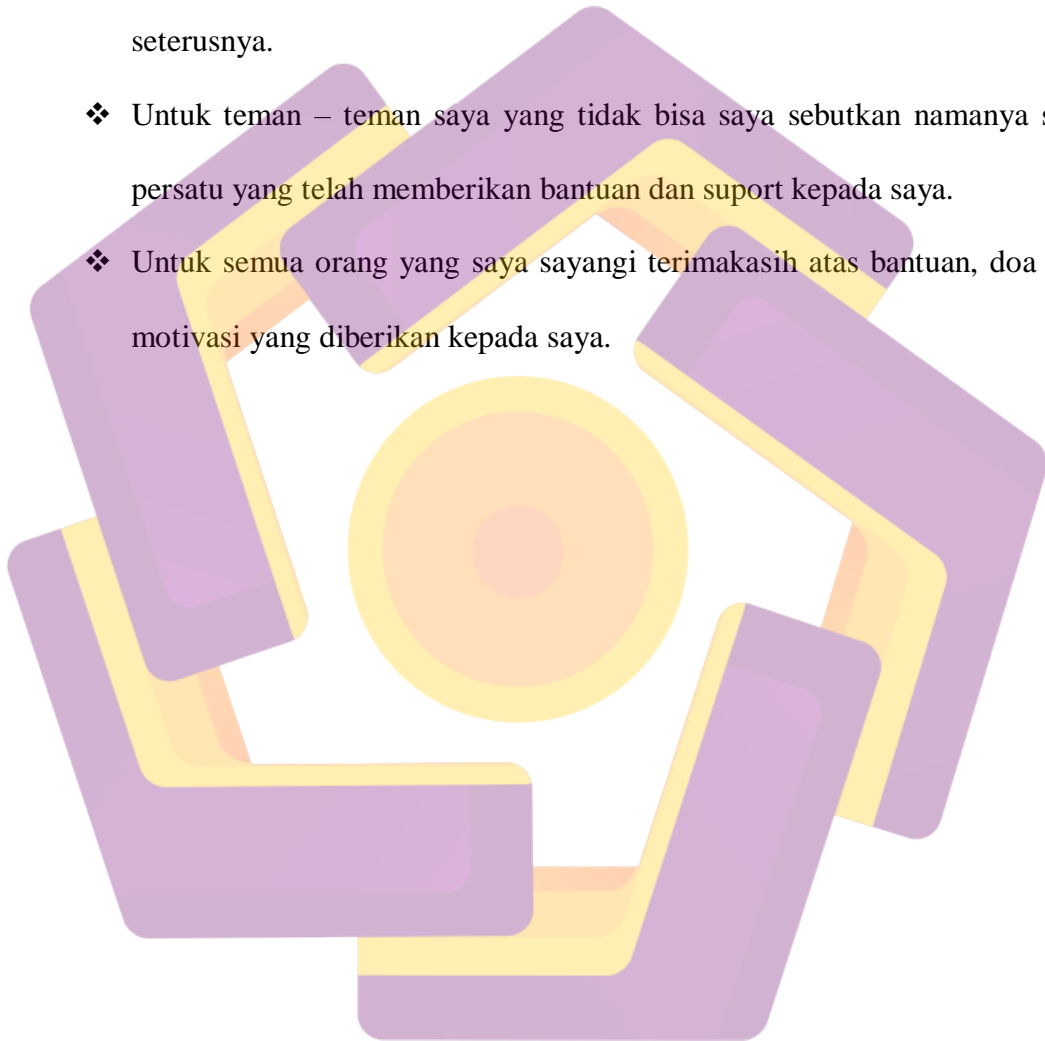 seterusnya.
❖ Untuk teman – teman saya yang tidak bisa saya sebutkan namanya
persatu yang telah memberikan bantuan dan suport kepada saya.
❖ Untuk semua orang yang saya sayangi terimakasih atas bantuan, doa
motivasi yang diberikan kepada saya.